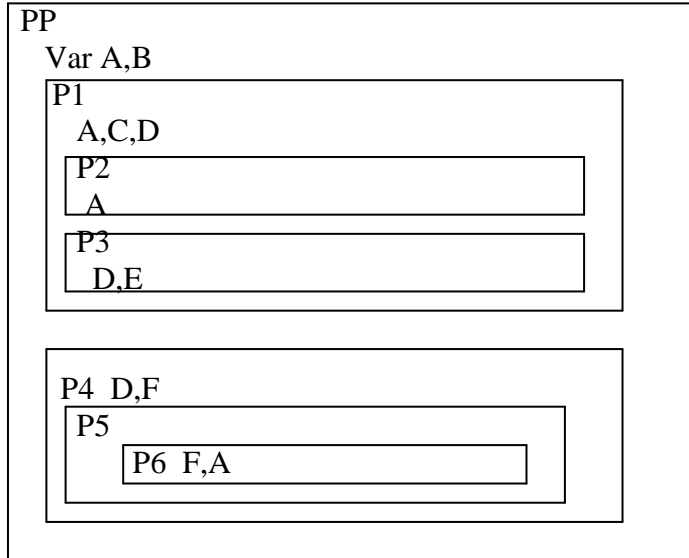 PP
Var A,B
P1
A,C,D
P2
A
P3
D,E
P4 D,F
P5
P6 F,A